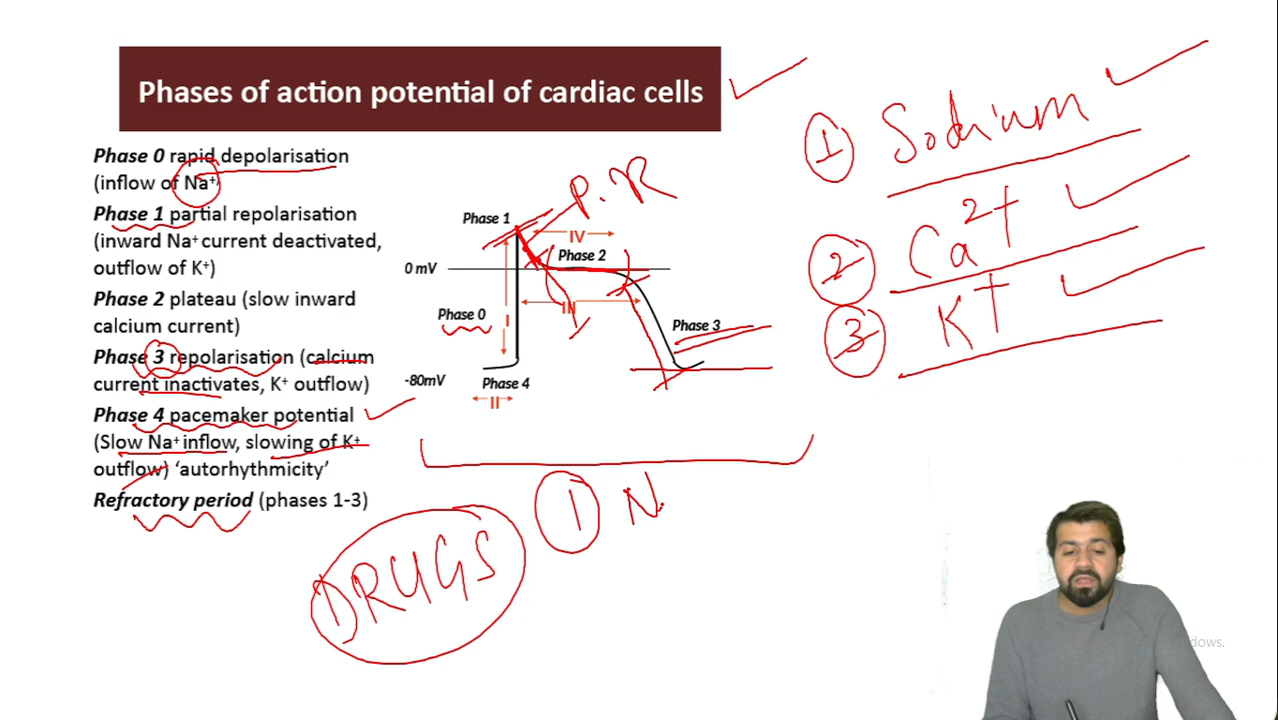 Phases of action potential of cardiac cells
Phase 0 rapid depolarisation
(inflow of Na⁺)
Phase 1 partial repolarisation
(inward Na⁺ current deactivated,
outflow of K⁺)
Phase 2 plateau (slow inward
calcium current)
Phase 3 repolarisation (calcium
current inactivates, K⁺ outflow)
Phase 4 pacemaker potential
(Slow Na⁺ inflow, slowing of K⁺
outflow) ‘autorhythmicity’
Refractory period (phases 1-3)
P.R
Phase 1
IV
Phase 2
0 mV
III
Phase 0
I
Phase 3
-80mV
Phase 4
II
1 Sodium
2 Ca²⁺
3 K⁺
1 N
DRUGS
dows.